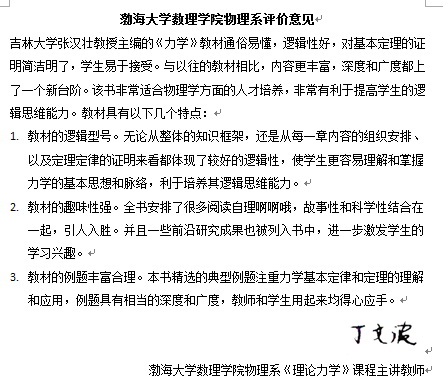 渤海大学数理学院物理系评价意见
吉林大学张汉壮教授主编的《力学》教材通俗易懂，逻辑性好，对基本定理的证
明简洁明了，学生易于接受。与以往的教材相比，内容更丰富，深度和广度都上
了一个新台阶。该书非常适合物理学方面的人才培养，非常有利于提高学生的逻
辑思维能力。教材具有以下几个特点：
1. 教材的逻辑型号。无论从整体的知识框架，还是从每一章内容的组织安排、
以及定理定律的证明来看都体现了较好的逻辑性，使学生更容易理解和掌握
力学的基本思想和脉络，利于培养其逻辑思维能力。
2. 教材的趣味性强。全书安排了很多阅读自理啊啊哦，故事性和科学性结合在
一起，引人入胜。并且一些前沿研究成果也被列入书中，进一步激发学生的
学习兴趣。
3. 教材的例题丰富合理。本书精选的典型例题注重力学基本定律和定理的理解
和应用，例题具有相当的深度和广度，教师和学生用起来均得心应手。
丁文波
渤海大学数理学院物理系《理论力学》课程主讲教师